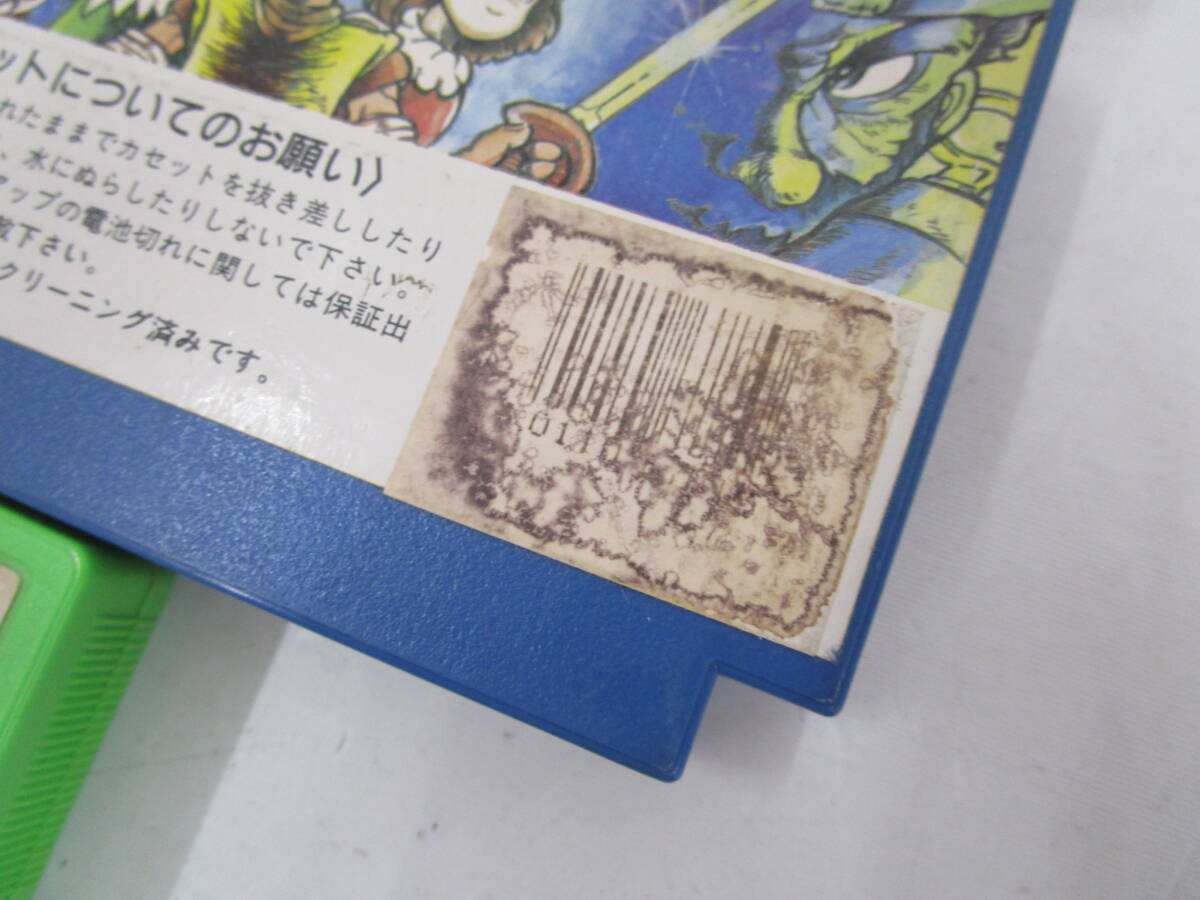 ットについてのお願い〉
れたままでカセットを抜き差ししたり
、水にぬらしたりしないで下さい。
アップの電池切れに関しては保証出
敵下さい。
クリーニング済みです。
01